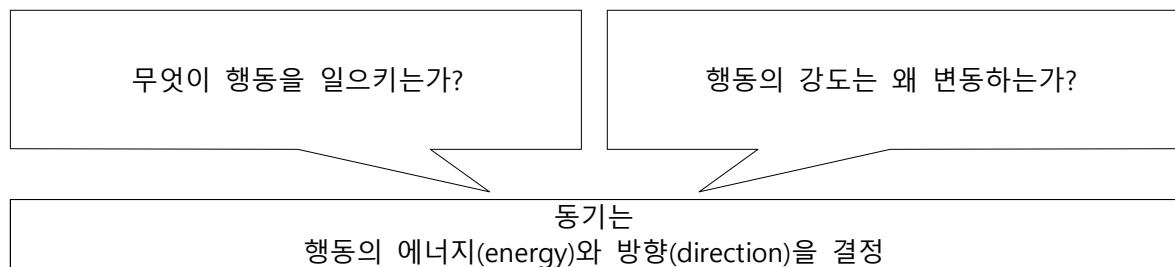 무엇이 행동을 일으키는가?
행동의 강도는 왜 변동하는가?
동기는
행동의 에너지(energy)와 방향(direction)을 결정